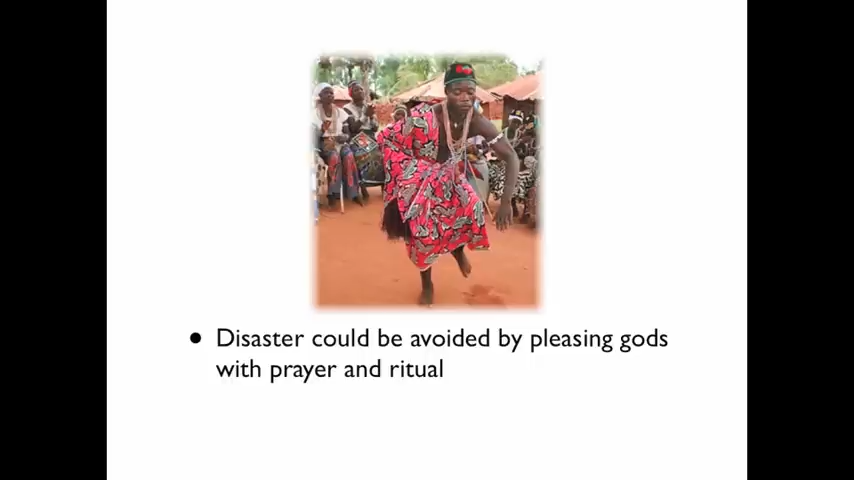 ● Disaster could be avoided by pleasing gods
with prayer and ritual